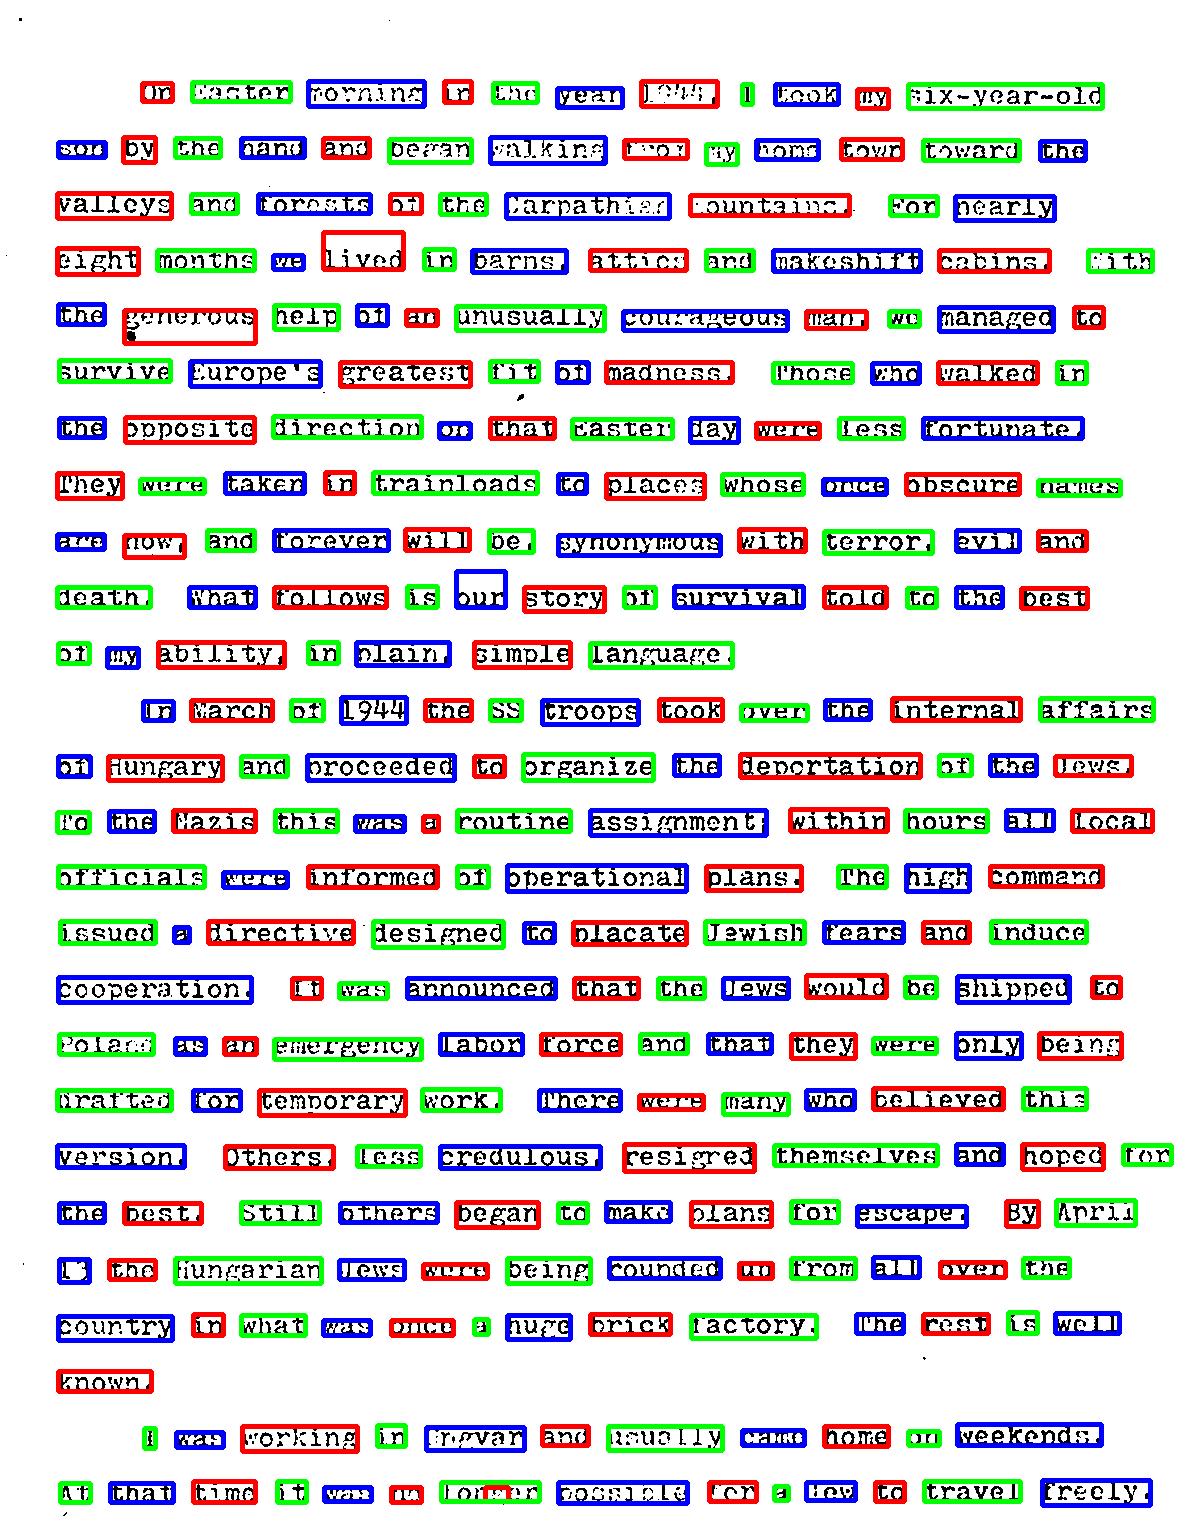 On Easter morning in the year 1944, I took my six-year-old
son by the hand and began walking from my home town toward the
valleys and forests of the Carpathian Mountains. For nearly
eight months we lived in barns, attics and makeshift cabins. With
the generous help of an unusually courageous man, we managed to
survive Europe's greatest fit of madness. Those who walked in
the opposite direction on that Easter day were less fortunate.
They were taken in trainloads to places whose once obscure names
are now, and forever will be, synonymous with terror, evil and
death. What follows is our story of survival told to the best
of my ability, in plain, simple language.
In March of 1944 the SS troops took over the internal affairs
of Hungary and proceeded to organize the deportation of the Jews.
To the Nazis this was a routine assignment; within hours all local
officials were informed of operational plans. The high command
issued a directive designed to placate Jewish fears and induce
cooperation. It was announced that the Jews would be shipped to
Poland as an emergency labor force and that they were only being
drafted for temporary work. There were many who believed this
version. Others, less credulous, resigned themselves and hoped for
the best. Still others began to make plans for escape. By April
the Hungarian Jews were being rounded up from all over the
country in what was once a huge brick factory. The rest is well
known.
I was working in and usually came home on weekends.
At that time it was no longer possible for a Jew to travel freely.